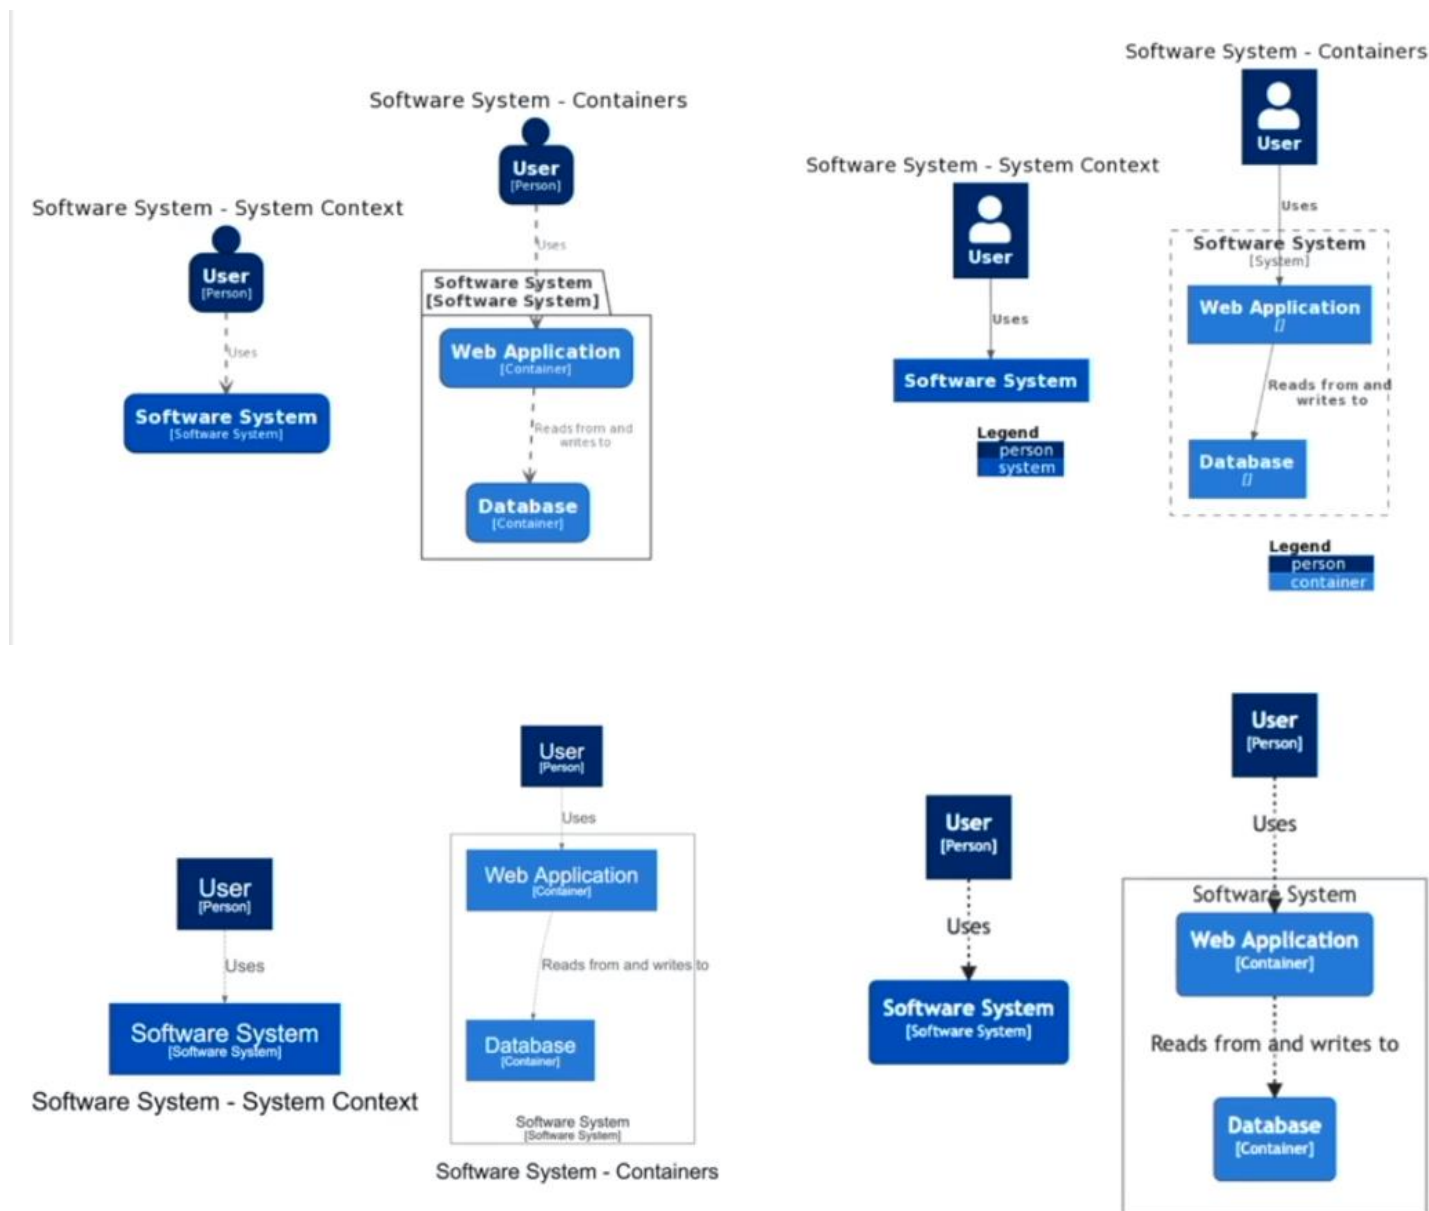 Software System - System Context
User
[Person]
Uses
Software System
[Software System]
Software System - Containers
User
[Person]
Uses
Software System
[Software System]
Web Application
[Container]
Reads from and
writes to
Database
[Container]
Software System - System Context
User
Uses
Software System
Legend
person
system
Software System - Containers
User
Uses
Software System
[System]
Web Application
[]
Reads from and
writes to
Database
[]
Legend
person
container
User
[Person]
Uses
Software System
[Software System]
Software System - System Context
User
[Person]
Uses
Web Application
[Container]
Reads from and writes to
Database
[Container]
Software System
[Software System]
Software System - Containers
User
[Person]
Uses
Software System
[Software System]
User
[Person]
Uses
Software System
Web Application
[Container]
Reads from and writes to
Database
[Container]